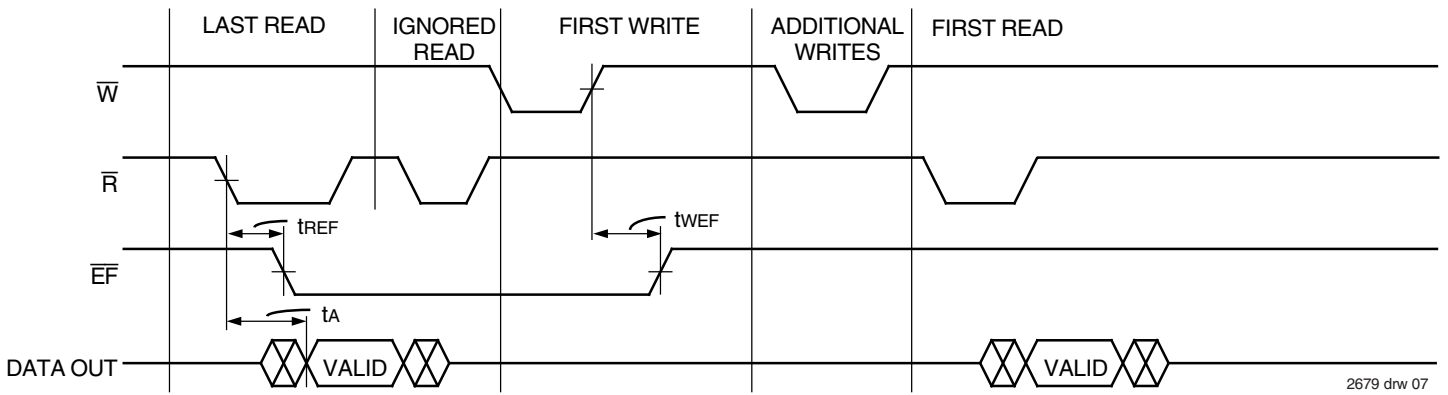 LAST READ
IGNORED
READ
FIRST WRITE
ADDITIONAL
WRITES
FIRST READ
W̅
R̅
tREF
tWEF
E̅F̅
tA
DATA OUT
VALID
VALID
2679 drw 07